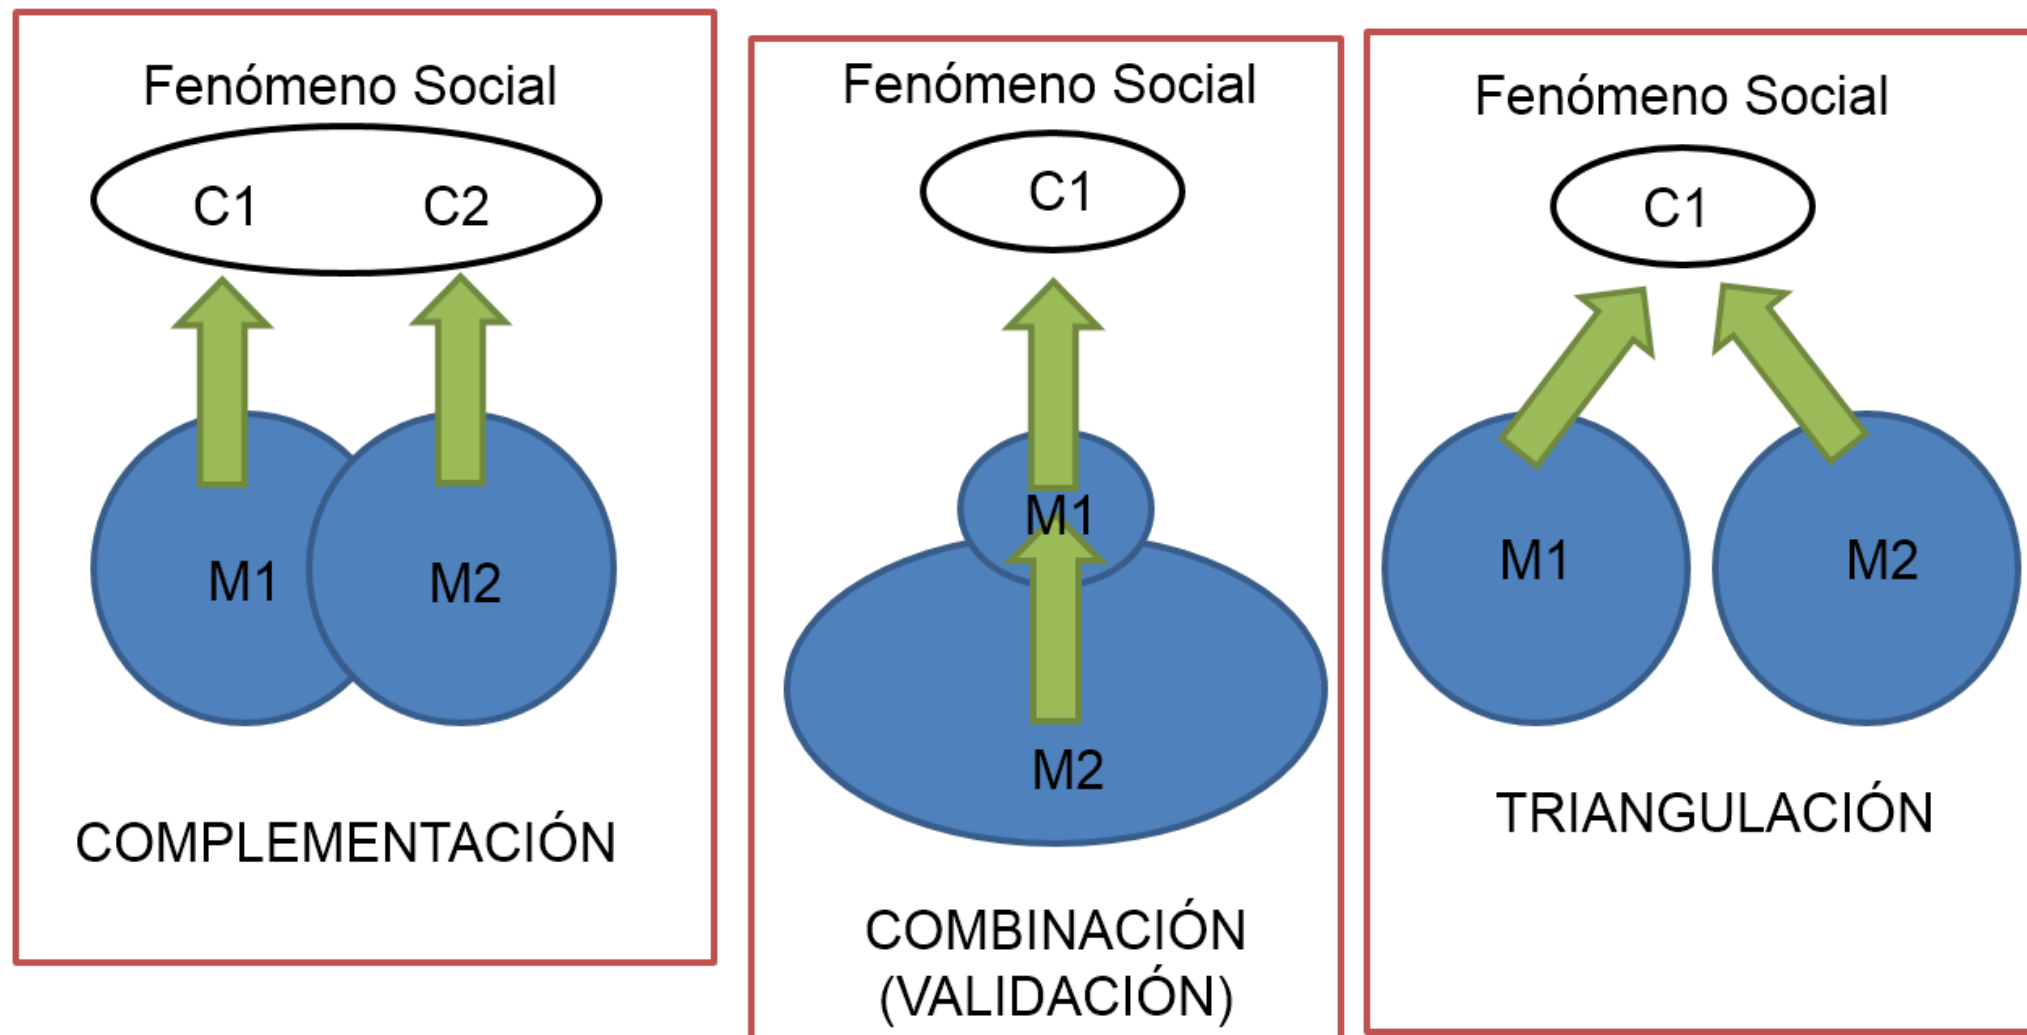 Fenómeno Social
C1 C2
M1 M2
COMPLEMENTACIÓN
Fenómeno Social
C1
M1
M2
COMBINACIÓN
(VALIDACIÓN)
Fenómeno Social
C1
M1 M2
TRIANGULACIÓN